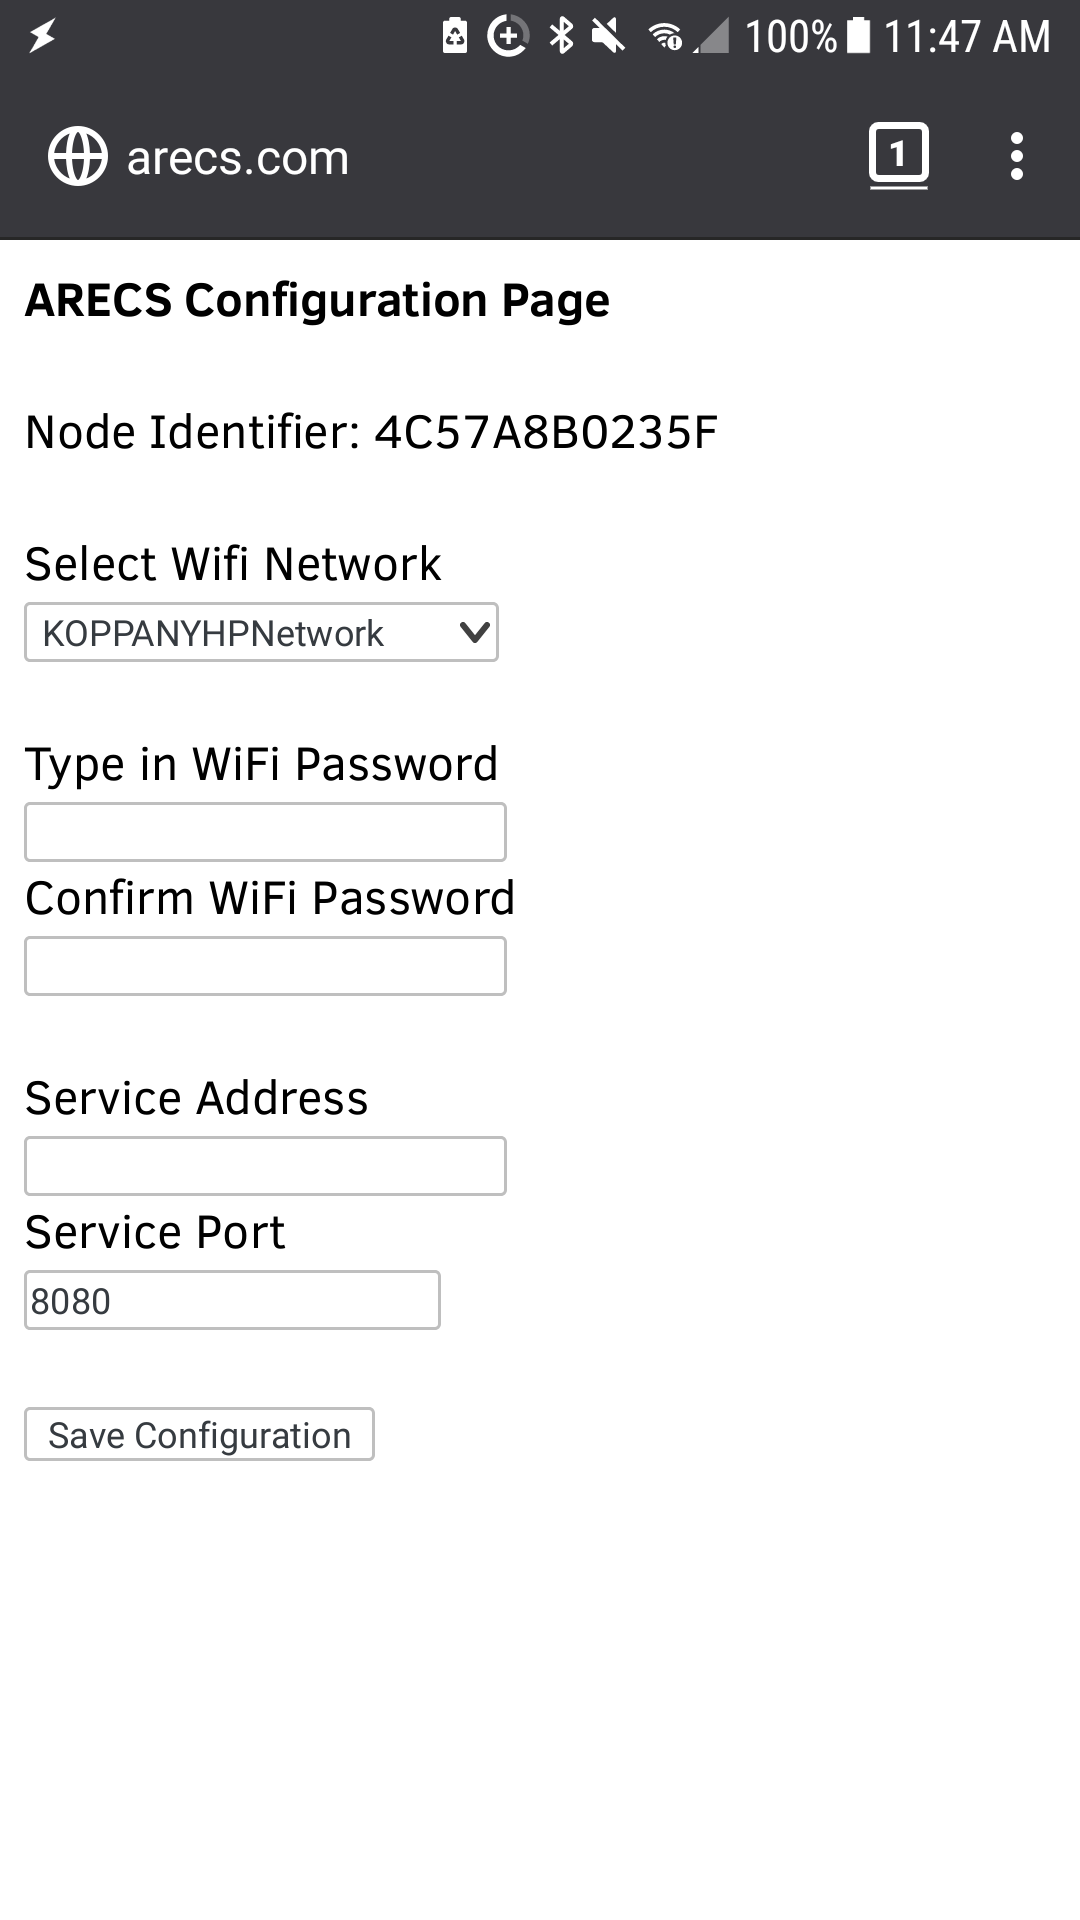 100% 11:47 AM
arecs.com 1
ARECS Configuration Page
Node Identifier: 4C57A8B0235F
Select Wifi Network
KOPPANYHPNetwork
Type in WiFi Password
Confirm WiFi Password
Service Address
Service Port
8080
Save Configuration